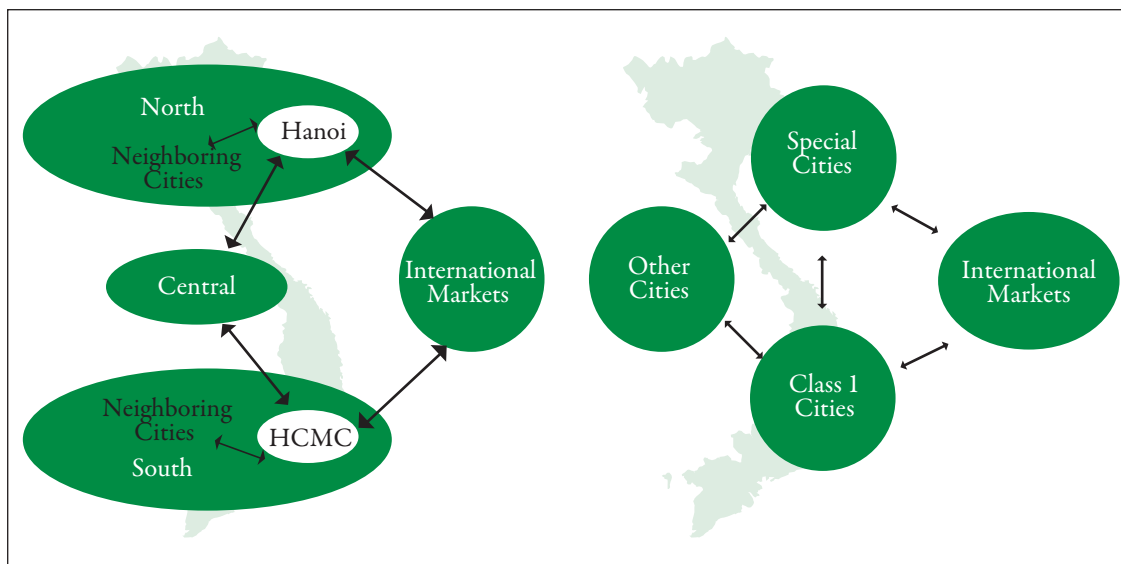 North
Hanoi
Neighboring
Cities
Central
International
Markets
Neighboring
Cities
HCMC
South
Special
Cities
Other
Cities
International
Markets
Class 1
Cities